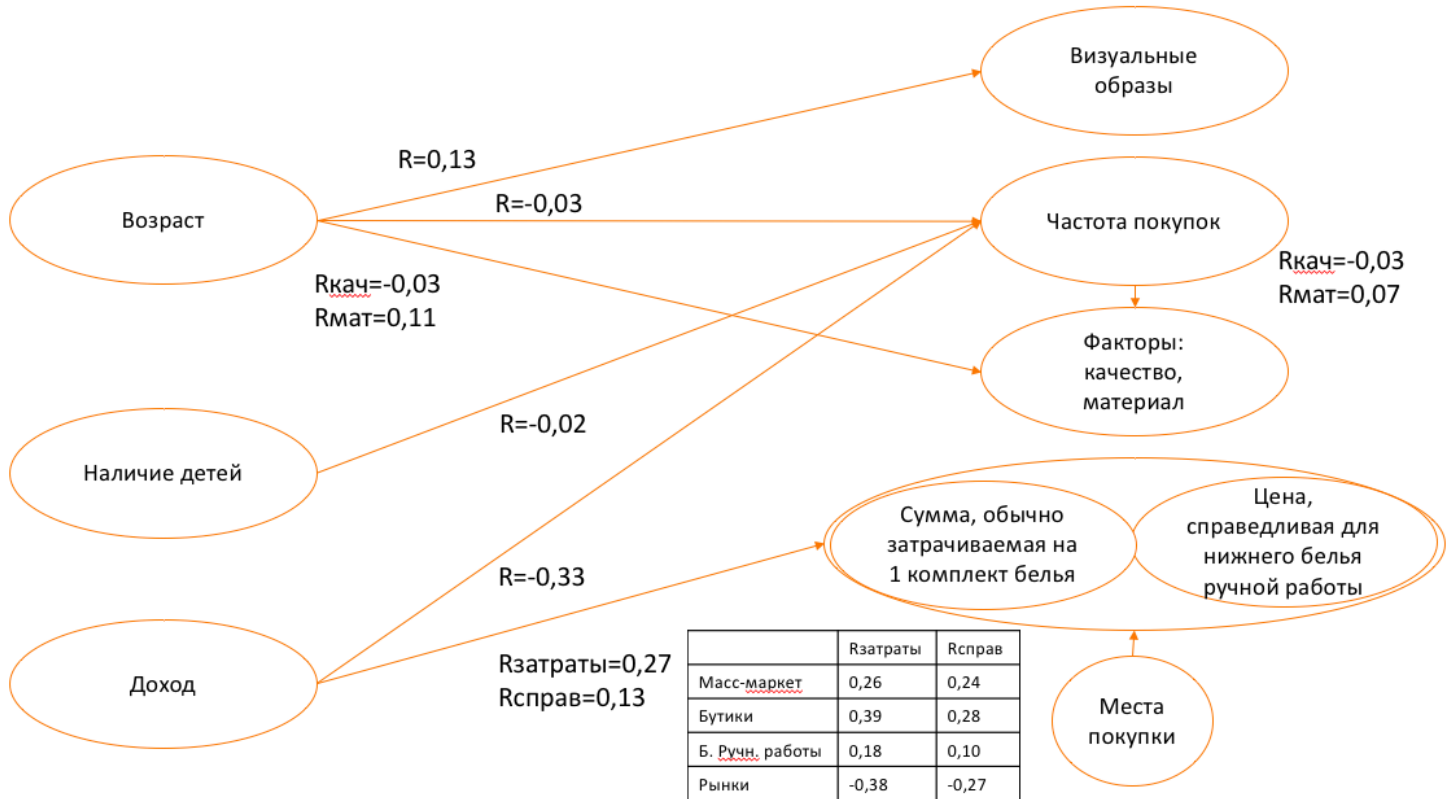 Визуальные
образы
R=0,13
Возраст
R=-0,03
Частота покупок
Rкач=-0,03
Rмат=0,11
Rкач=-0,03
Rмат=0,07
Факторы:
качество,
материал
R=-0,02
Наличие детей
Сумма, обычно
затрачиваемая на
1 комплект белья
Цена,
справедливая для
нижнего белья
ручной работы
R=-0,33
Доход
Rзатраты=0,27
Rсправ=0,13
Rзатраты Rсправ
Масс-маркет 0,26 0,24
Бутики 0,39 0,28
Б. Ручн. работы 0,18 0,10
Рынки -0,38 -0,27
Места
покупки